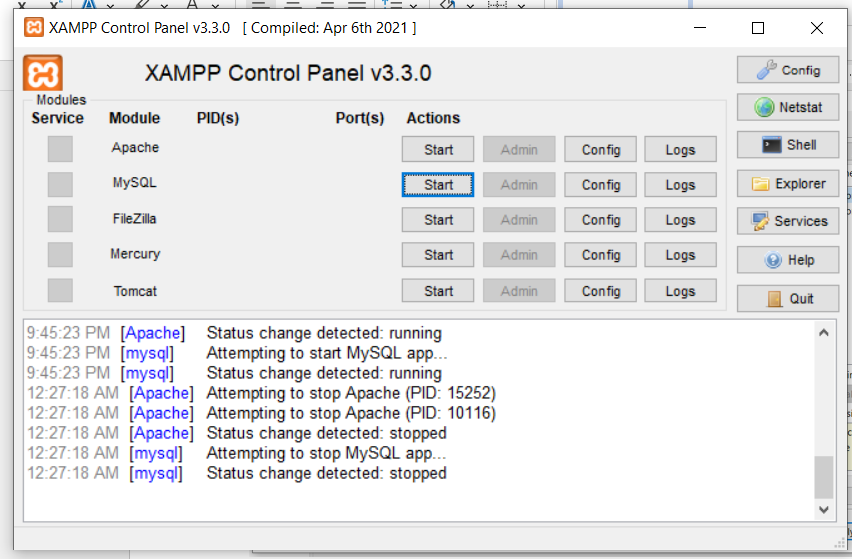 XAMPP Control Panel v3.3.0 [ Compiled: Apr 6th 2021 ]
XAMPP Control Panel v3.3.0
Config
Modules
Service Module PID(s) Port(s) Actions
Netstat
Apache Start Admin Config Logs
Shell
MySQL Start Admin Config Logs
Explorer
FileZilla Start Admin Config Logs
Services
Mercury Start Admin Config Logs
Help
Tomcat Start Admin Config Logs
Quit
9:45:23 PM [Apache] Status change detected: running
9:45:23 PM [mysql] Attempting to start MySQL app...
9:45:23 PM [mysql] Status change detected: running
12:27:18 AM [Apache] Attempting to stop Apache (PID: 15252)
12:27:18 AM [Apache] Attempting to stop Apache (PID: 10116)
12:27:18 AM [Apache] Status change detected: stopped
12:27:18 AM [mysql] Attempting to stop MySQL app...
12:27:18 AM [mysql] Status change detected: stopped